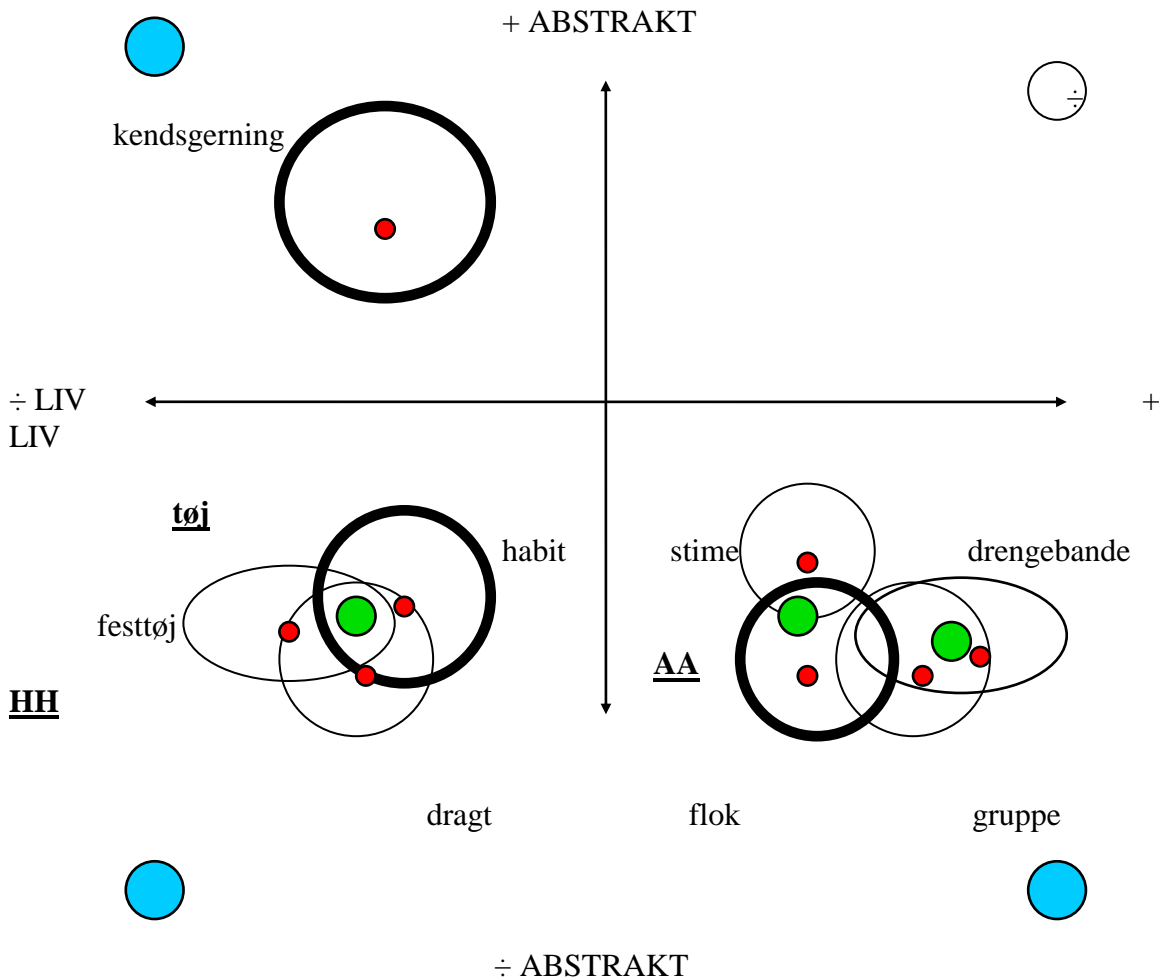 + ABSTRAKT
÷
kendsgerning
÷ LIV +
LIV
tøj
habit stime drengebande
festtøj
AA
HH
dragt flok gruppe
÷ ABSTRAKT